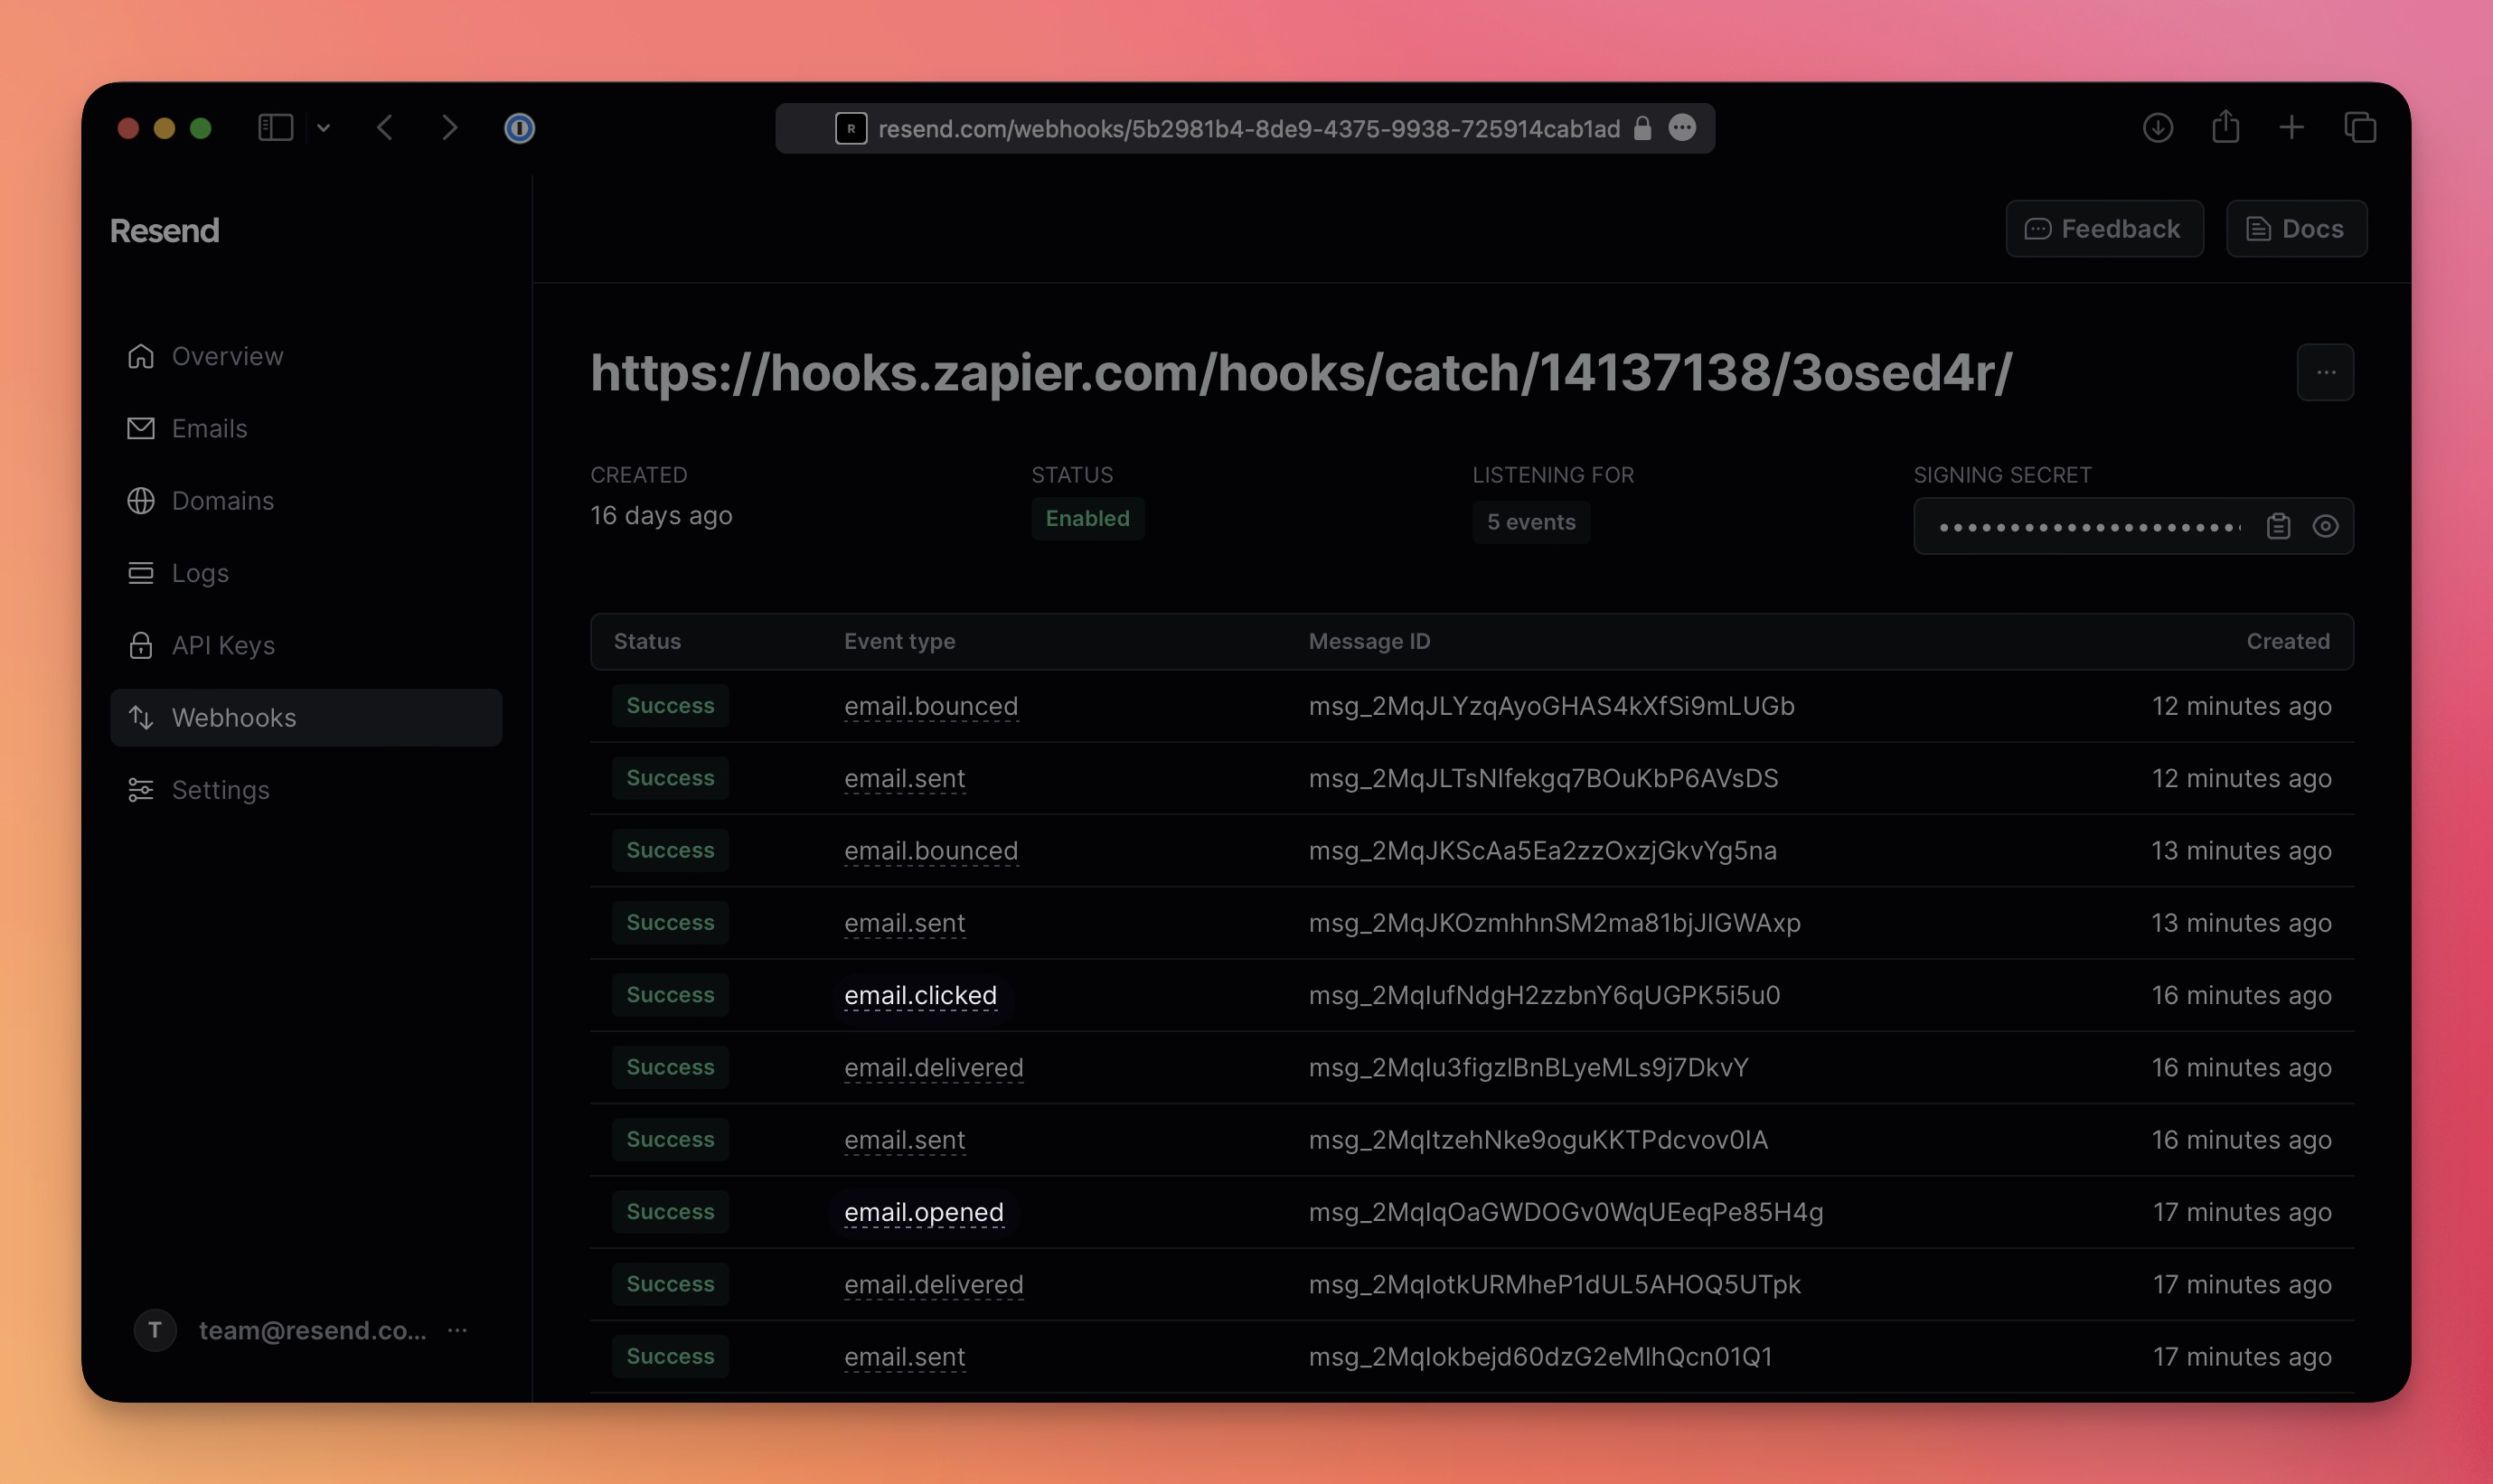 resend.com/webhooks/5b2981b4-8de9-4375-9938-725914cab1ad
Resend
Feedback
Docs
Overview
Emails
Domains
Logs
API Keys
Webhooks
Settings
T team@resend.co... ...
https://hooks.zapier.com/hooks/catch/14137138/3osed4r/
CREATED STATUS LISTENING FOR SIGNING SECRET
16 days ago Enabled 5 events
Status Event type Message ID Created
Success email.bounced msg_2MqJLYzqAyoGHAS4kXfSi9mLUGb 12 minutes ago
Success email.sent msg_2MqJLTsNlfekgq7BOuKbP6AVsDS 12 minutes ago
Success email.bounced msg_2MqJKScAa5Ea2zzOxzjGkvYg5na 13 minutes ago
Success email.sent msg_2MqJKOzmhhnSM2ma81bjJIGWAxp 13 minutes ago
Success email.clicked msg_2MqIufNdgH2zzbnY6qUGPK5i5u0 16 minutes ago
Success email.delivered msg_2MqIu3figzIBnBLyeMLs9j7DkvY 16 minutes ago
Success email.sent msg_2MqItzehNke9oguKKTPdcvov0IA 16 minutes ago
Success email.opened msg_2MqIqOaGWDOGv0WqUEeqPe85H4g 17 minutes ago
Success email.delivered msg_2MqIotkURMheP1dUL5AHOQ5UTpk 17 minutes ago
Success email.sent msg_2MqIokbejd60dzG2eMIhQcn01Q1 17 minutes ago